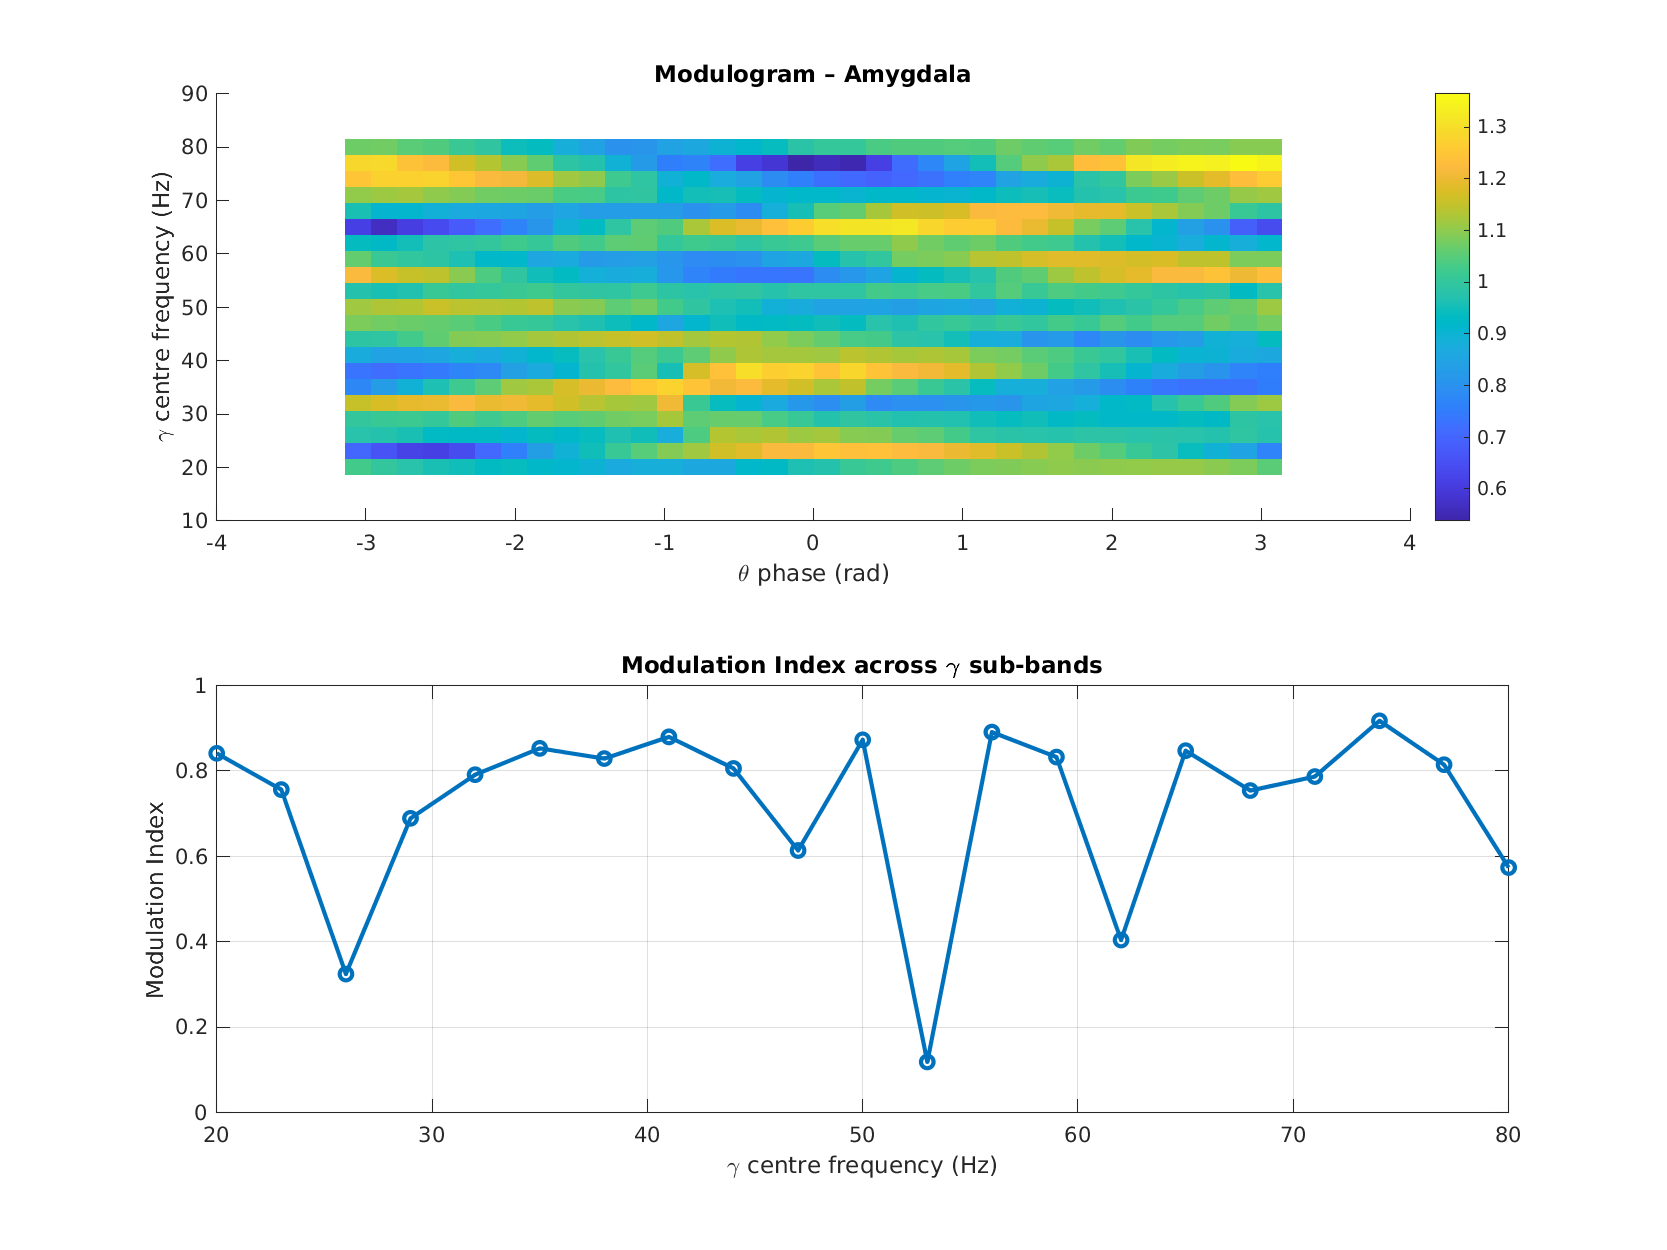 Modulogram – Amygdala
90
80
70
60
50
40
30
20
10
γ centre frequency (Hz)
-4 -3 -2 -1 0 1 2 3 4
θ phase (rad)
1.3
1.2
1.1
1
0.9
0.8
0.7
0.6
Modulation Index across γ sub-bands
1
0.8
0.6
0.4
0.2
0
Modulation Index
20 30 40 50 60 70 80
γ centre frequency (Hz)